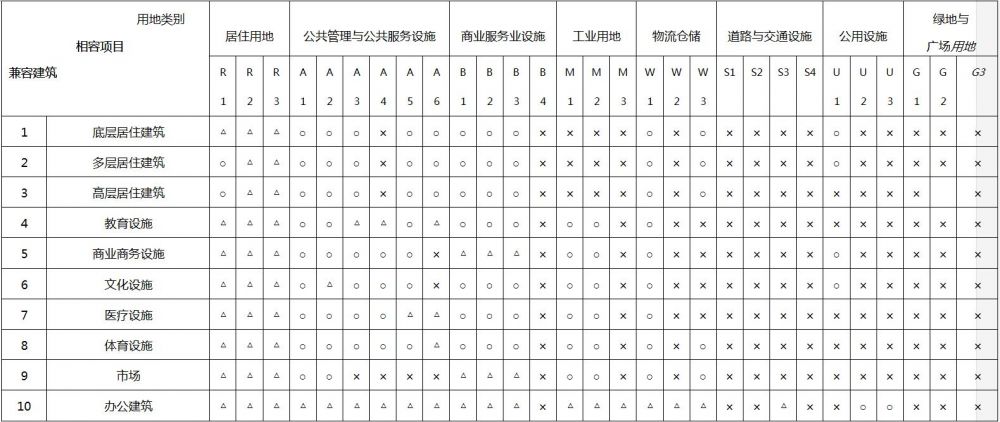 用地类别
相容项目
兼容建筑
居住用地 公共管理与公共服务设施 商业服务业设施 工业用地 物流仓储 道路与交通设施 公用设施 绿地与
广场用地
R R R A A A A A A B B B B M M M W W W S1 S2 S3 S4 U U U G G G3
1 2 3 1 2 3 4 5 6 1 2 3 4 1 2 3 1 2 3 1 2 3 1 2
1 底层居住建筑 △ △ △ ○ ○ ○ × ○ ○ ○ ○ ○ × × × × ○ × ○ × × × × ○ × × × × ×
2 多层居住建筑 ○ △ △ ○ ○ ○ × ○ ○ ○ ○ ○ × × × × ○ × ○ × × × × ○ × × × × ×
3 高层居住建筑 ○ △ △ ○ ○ ○ × ○ ○ ○ ○ ○ × × × × ○ × ○ × × × × × × × × ×
4 教育设施 △ △ △ ○ ○ △ △ ○ △ ○ ○ ○ × ○ ○ × ○ × × × × × × × × × × × ×
5 商业商务设施 △ △ △ ○ ○ ○ ○ ○ × △ △ △ × ○ ○ × ○ × × × × × × ○ × × × × ×
6 文化设施 △ △ △ ○ △ ○ ○ ○ × ○ ○ ○ × ○ ○ × ○ × × × × × × ○ × × × × ×
7 医疗设施 △ △ △ ○ ○ ○ ○ △ △ ○ ○ ○ × ○ ○ × ○ × × × × × × × × × × × ×
8 体育设施 △ △ △ ○ ○ ○ ○ ○ △ ○ ○ ○ × ○ ○ × ○ × ○ × × × × × × × × × ×
9 市场 △ △ △ ○ ○ × × × × △ △ △ × ○ ○ × ○ × ○ × × × × × × × × × ×
10 办公建筑 △ △ △ △ △ △ △ △ △ △ △ △ × △ △ △ △ △ △ × × △ × × ○ ○ × × ×